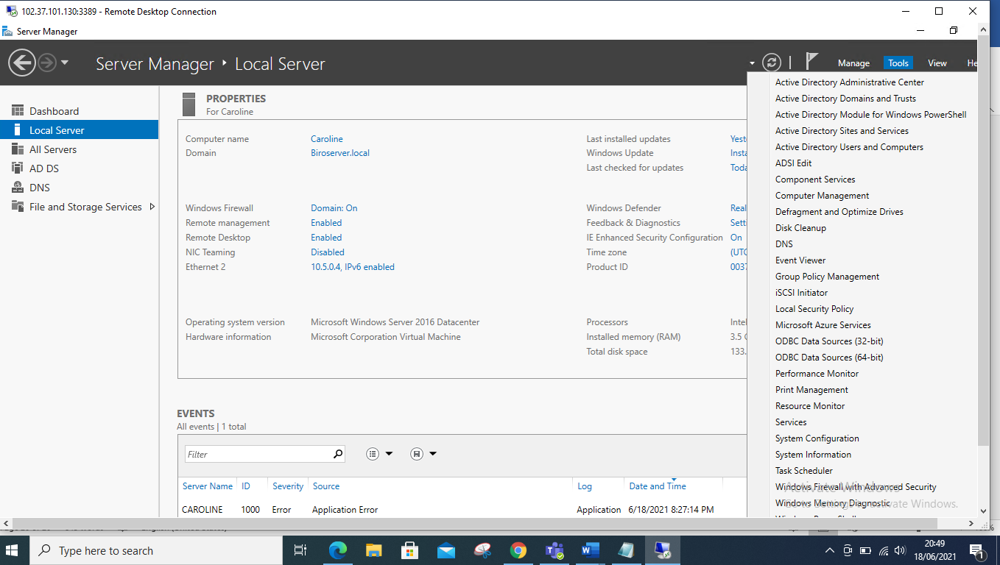 102.37.101.130:3389 - Remote Desktop Connection
Server Manager
Server Manager Local Server
Manage Tools View He
Dashboard
Local Server
All Servers
AD DS
DNS
File and Storage Services
PROPERTIES
For Caroline
Computer name Caroline
Domain Biroserver.local
Last installed updates Yest
Windows Update Insta
Last checked for updates Toda
Windows Firewall Domain: On
Remote management Enabled
Remote Desktop Enabled
NIC Teaming Disabled
Ethernet 2 10.5.0.4, IPv6 enabled
Windows Defender Real
Feedback & Diagnostics Setti
IE Enhanced Security Configuration On
Time zone (UTC
Product ID 0037
Operating system version Microsoft Windows Server 2016 Datacenter
Hardware information Microsoft Corporation Virtual Machine
Processors Intel
Installed memory (RAM) 3.5
Total disk space 133.
EVENTS
All events | 1 total
Filter
Server Name ID Severity Source Log Date and Time
CAROLINE 1000 Error Application Error Application 6/18/2021 8:27:14 PM
Active Directory Administrative Center
Active Directory Domains and Trusts
Active Directory Module for Windows PowerShell
Active Directory Sites and Services
Active Directory Users and Computers
ADSI Edit
Component Services
Computer Management
Defragment and Optimize Drives
Disk Cleanup
DNS
Event Viewer
Group Policy Management
iSCSI Initiator
Local Security Policy
Microsoft Azure Services
ODBC Data Sources (32-bit)
ODBC Data Sources (64-bit)
Performance Monitor
Print Management
Resource Monitor
Services
System Configuration
System Information
Task Scheduler
Windows Firewall with Advanced Security
Windows Memory Diagnostic
Activate Windows
Go to Settings to activate Windows.
Type here to search
20:49
18/06/2021
1